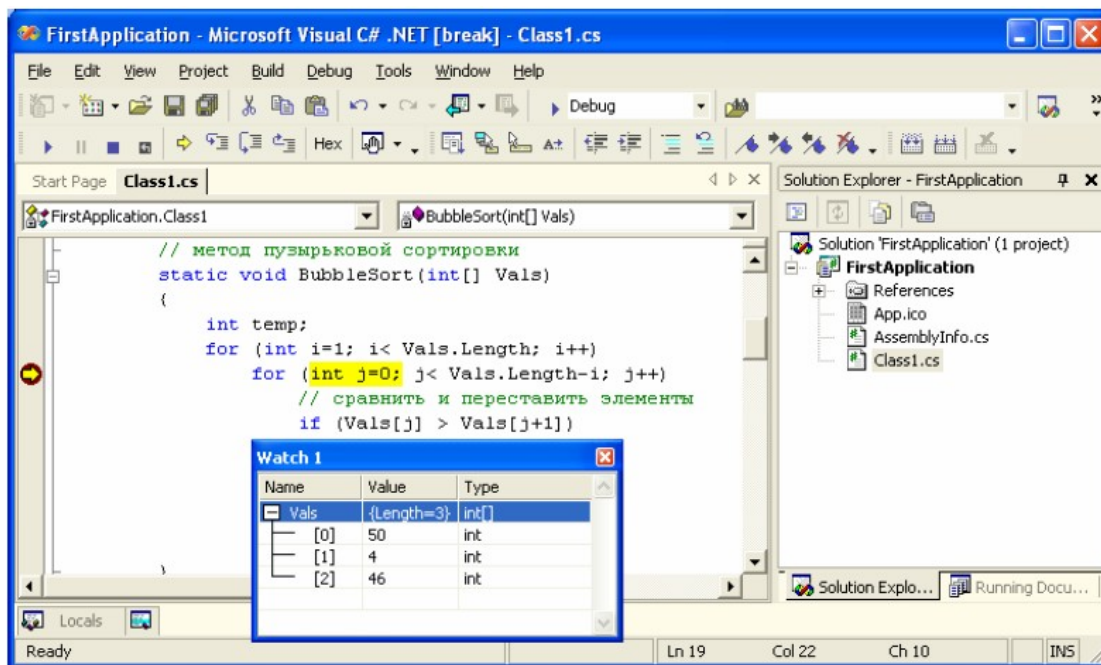 FirstApplication - Microsoft Visual C# .NET [break] - Class1.cs
File Edit View Project Build Debug Tools Window Help
Debug
Hex
Start Page Class1.cs
Solution Explorer - FirstApplication
FirstApplication.Class1 BubbleSort(int[] Vals)
// метод пузырьковой сортировки
static void BubbleSort(int[] Vals)
{
int temp;
for (int i=1; i< Vals.Length; i++)
for (int j=0; j< Vals.Length-i; j++)
// сравнить и переставить элементы
if (Vals[j] > Vals[j+1])
}
Solution 'FirstApplication' (1 project)
FirstApplication
References
App.ico
AssemblyInfo.cs
Class1.cs
Watch 1
Name Value Type
Vals {Length=3} int[]
[0] 50 int
[1] 4 int
[2] 46 int
Solution Explo... Running Docu...
Locals
Ready Ln 19 Col 22 Ch 10 INS